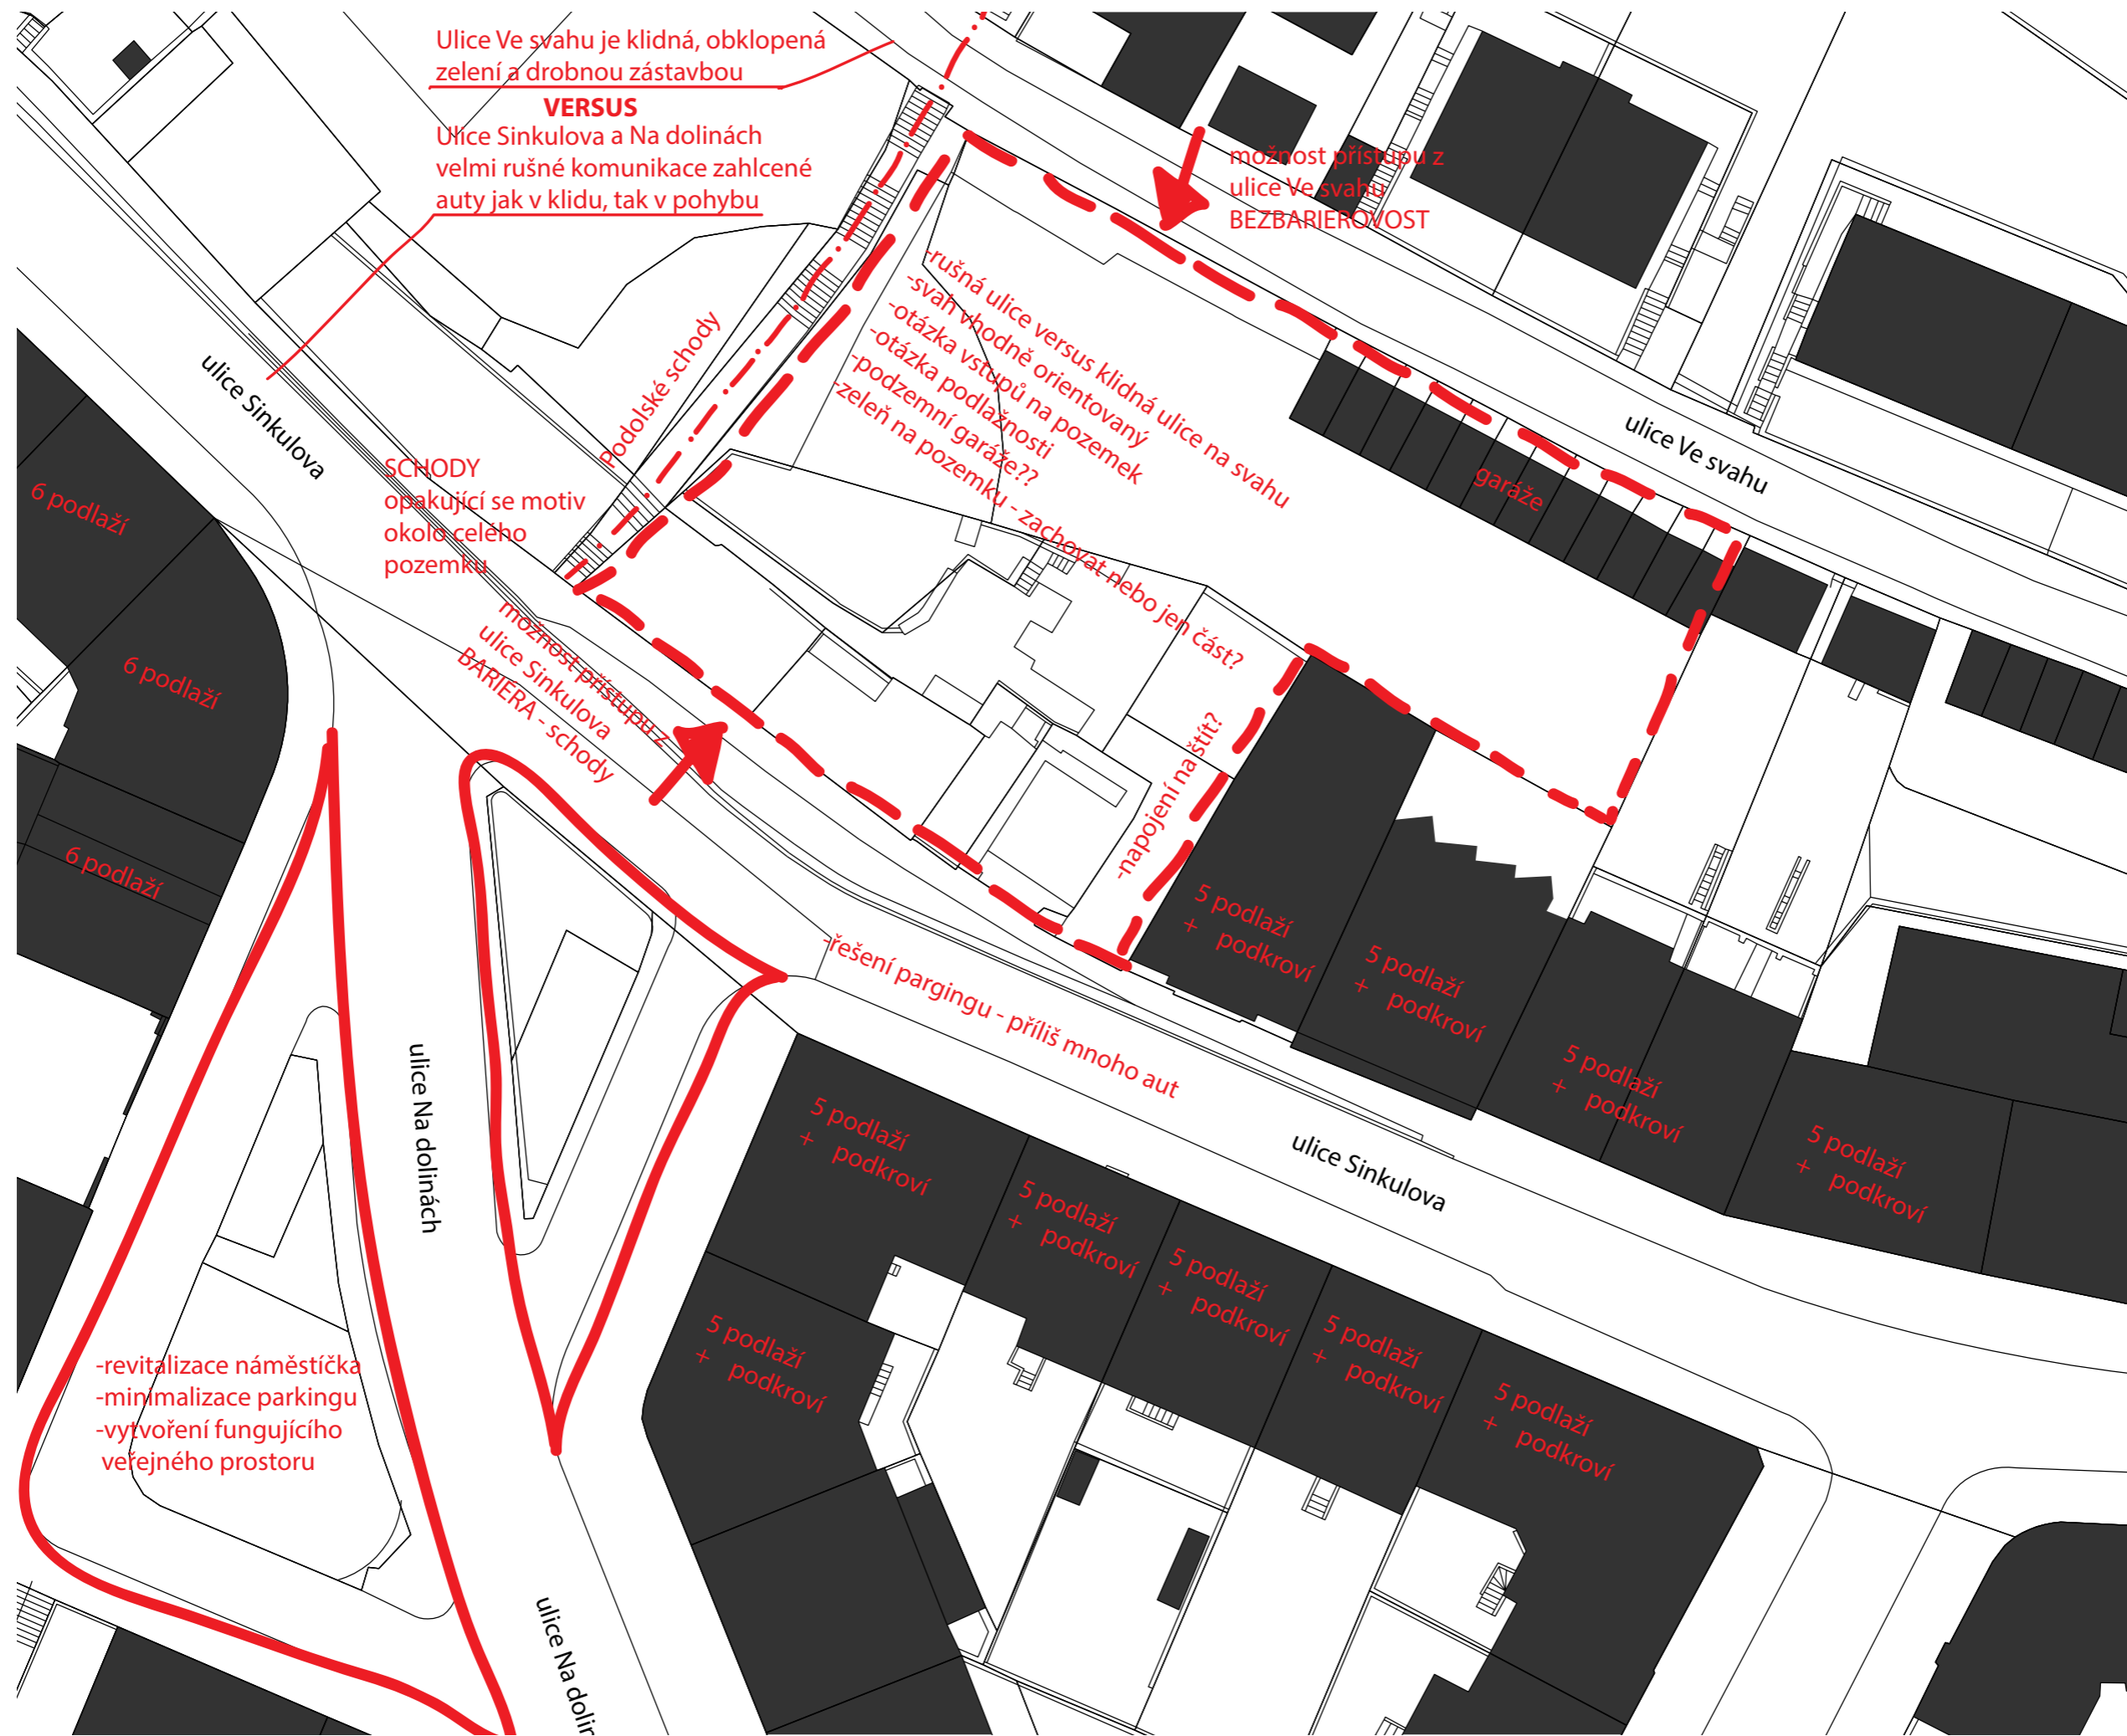 Ulice Ve svahu je klidná, obklopená
zelení a drobnou zástavbou
VERSUS
Ulice Sinkulova a Na dolinách
velmi rušné komunikace zahlcené
auty jak v klidu, tak v pohybu
možnost přístupu z
ulice Ve svahu
BEZBARIEROVOST
-rušná ulice versus klidná ulice na svahu
-svah vhodně orientovaný
-otázka vstupů na pozemek
-otázka podlažnosti
-podzemní garáže??
-zeleň na pozemku - zachovat nebo jen část?
Podolské schody
ulice Sinkulova
ulice Ve svahu
garáže
SCHODY
opakující se motiv
okolo celého
pozemku
6 podlaží
6 podlaží
6 podlaží
možnost přístupu z
ulice Sinkulova
BARIÉRA - schody
-napojení na štít?
5 podlaží
+ podkroví
5 podlaží
+ podkroví
5 podlaží
+ podkroví
5 podlaží
+ podkroví
-řešení pargingu - příliš mnoho aut
ulice Sinkulova
ulice Na dolinách
5 podlaží
+ podkroví
5 podlaží
+ podkroví
5 podlaží
+ podkroví
5 podlaží
+ podkroví
5 podlaží
+ podkroví
5 podlaží
+ podkroví
-revitalizace náměstíčka
-minimalizace parkingu
-vytvoření fungujícího
veřejného prostoru
ulice Na dolin